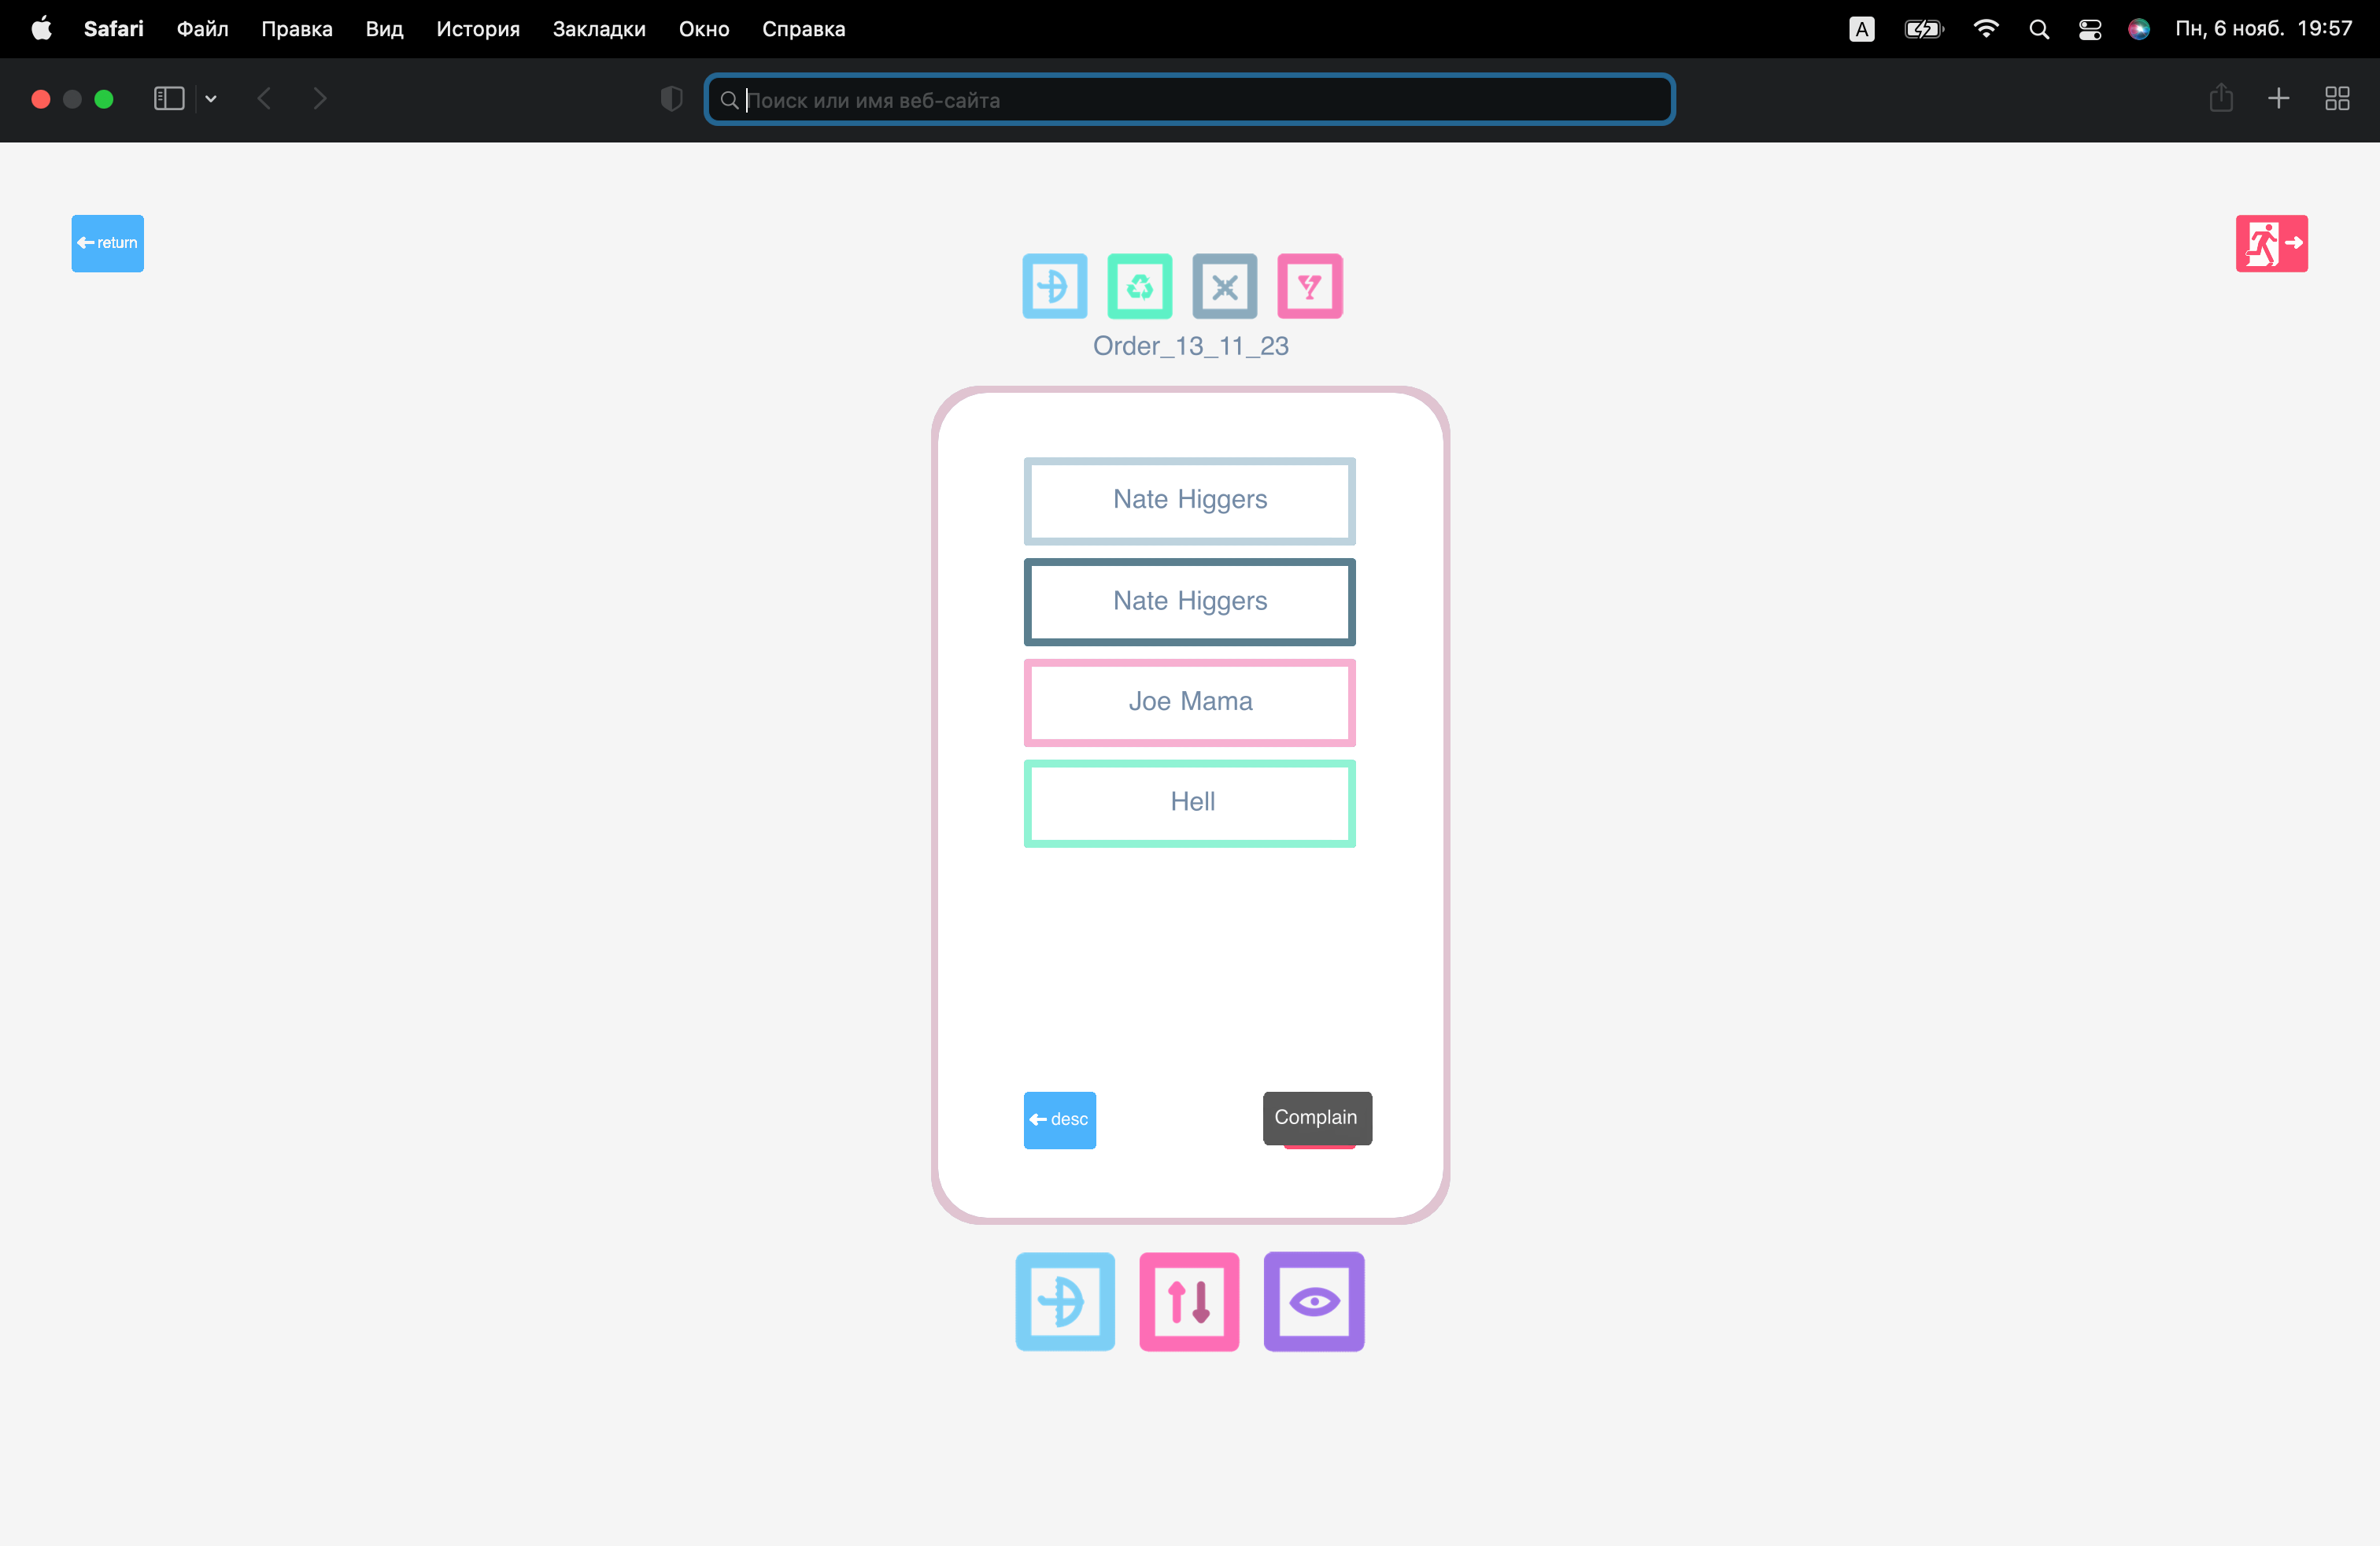 Safari Файл Правка Вид История Закладки Окно Справка A Пн, 6 нояб. 19:57
Поиск или имя веб-сайта
return
Order_13_11_23
Nate Higgers
Nate Higgers
Joe Mama
Hell
desc Complain